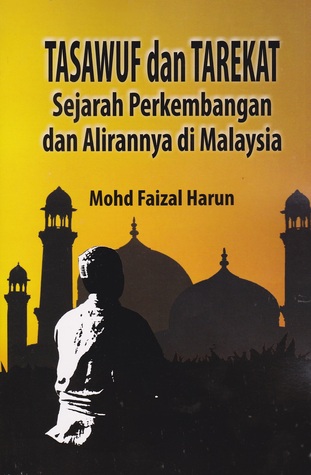 TASAWUF dan TAREKAT
Sejarah Perkembangan
dan Alirannya di Malaysia
Mohd Faizal Harun